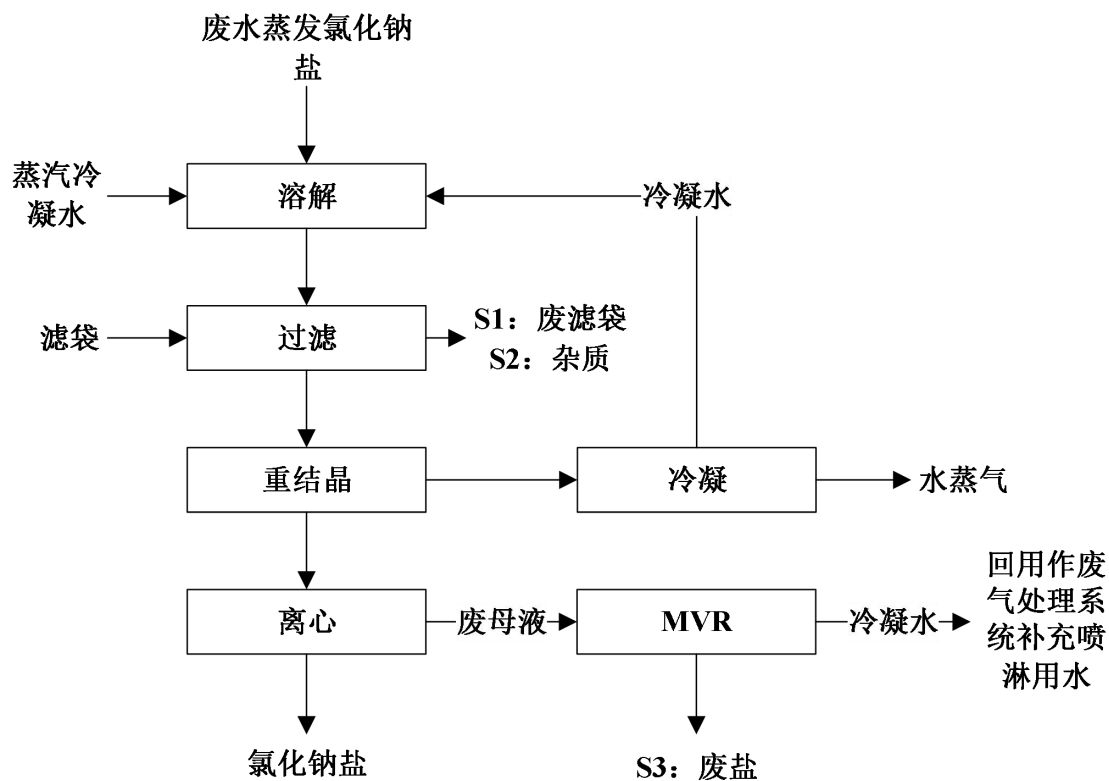 废水蒸发氯化钠
盐
蒸汽冷
凝水
溶解
冷凝水
滤袋
过滤
S1：废滤袋
S2：杂质
重结晶
冷凝
水蒸气
离心
废母液
MVR
冷凝水
回用作废
气处理系
统补充喷
淋用水
氯化钠盐
S3：废盐